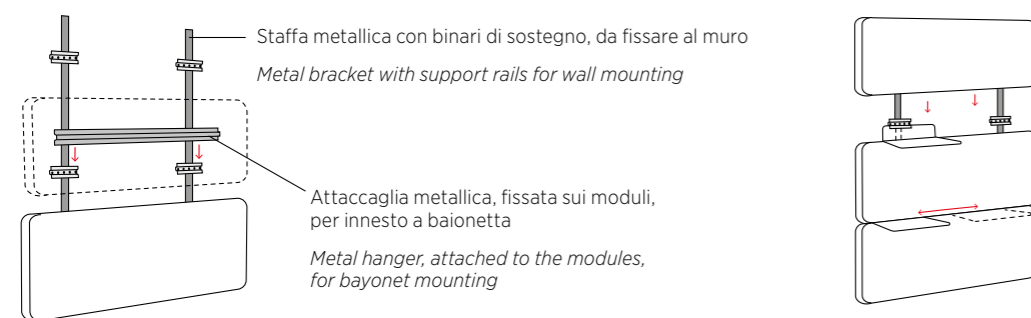 Staffa metallica con binari di sostegno, da fissare al muro
Metal bracket with support rails for wall mounting
Attaccaglia metallica, fissata sui moduli,
per innesto a baionetta
Metal hanger, attached to the modules,
for bayonet mounting